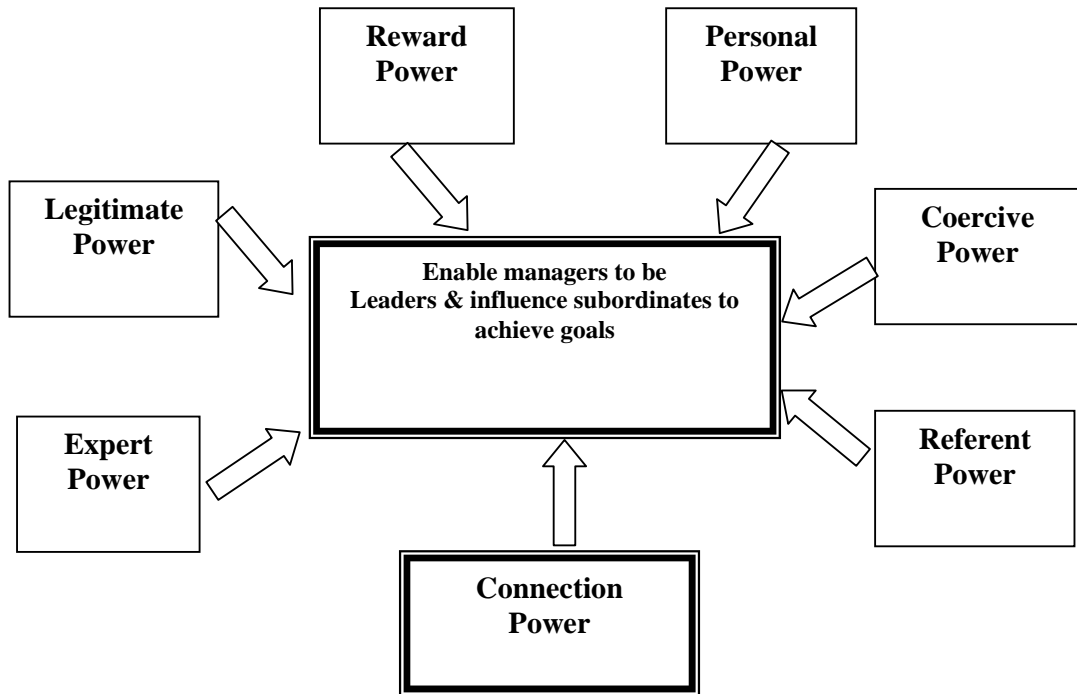 Reward
Power
Personal
Power
Legitimate
Power
Coercive
Power
Enable managers to be
Leaders & influence subordinates to
achieve goals
Expert
Power
Referent
Power
Connection
Power